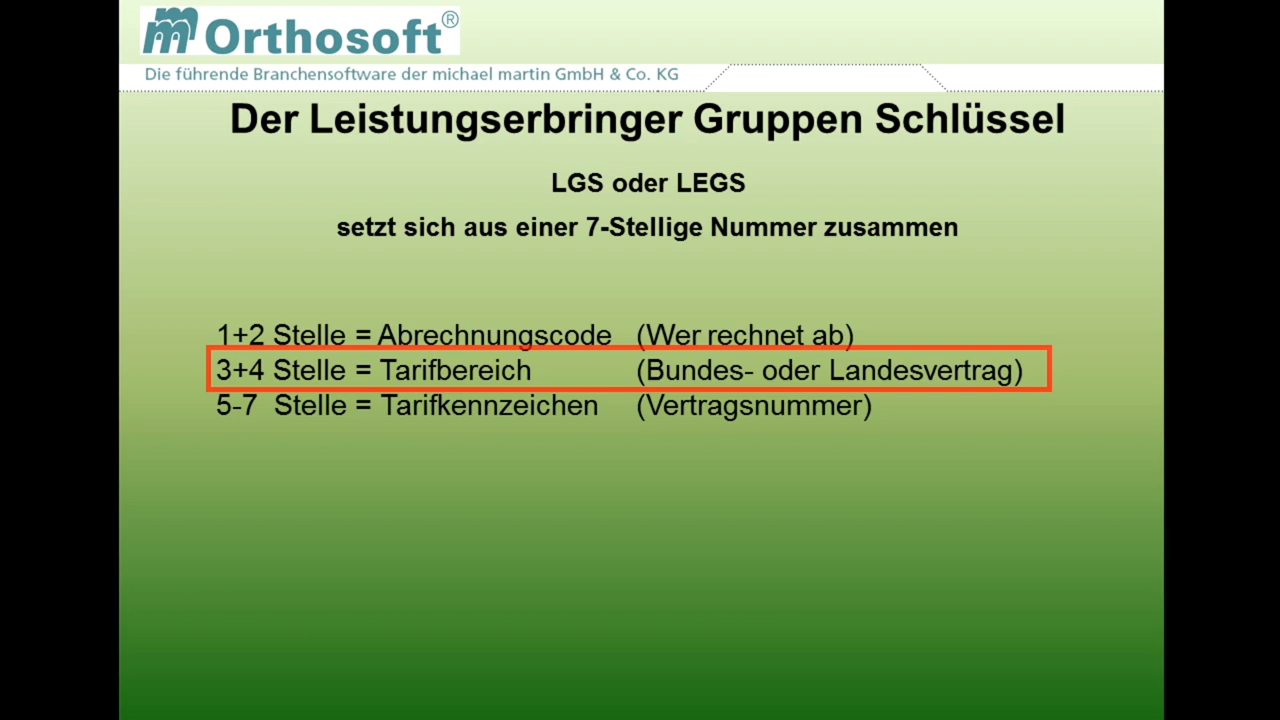 mm Orthosoft®
Die führende Branchensoftware der michael martin GmbH & Co. KG
Der Leistungserbringer Gruppen Schlüssel
LGS oder LEGS
setzt sich aus einer 7-Stellige Nummer zusammen
1+2 Stelle = Abrechnungscode (Wer rechnet ab)
3+4 Stelle = Tarifbereich (Bundes- oder Landesvertrag)
5-7 Stelle = Tarifkennzeichen (Vertragsnummer)